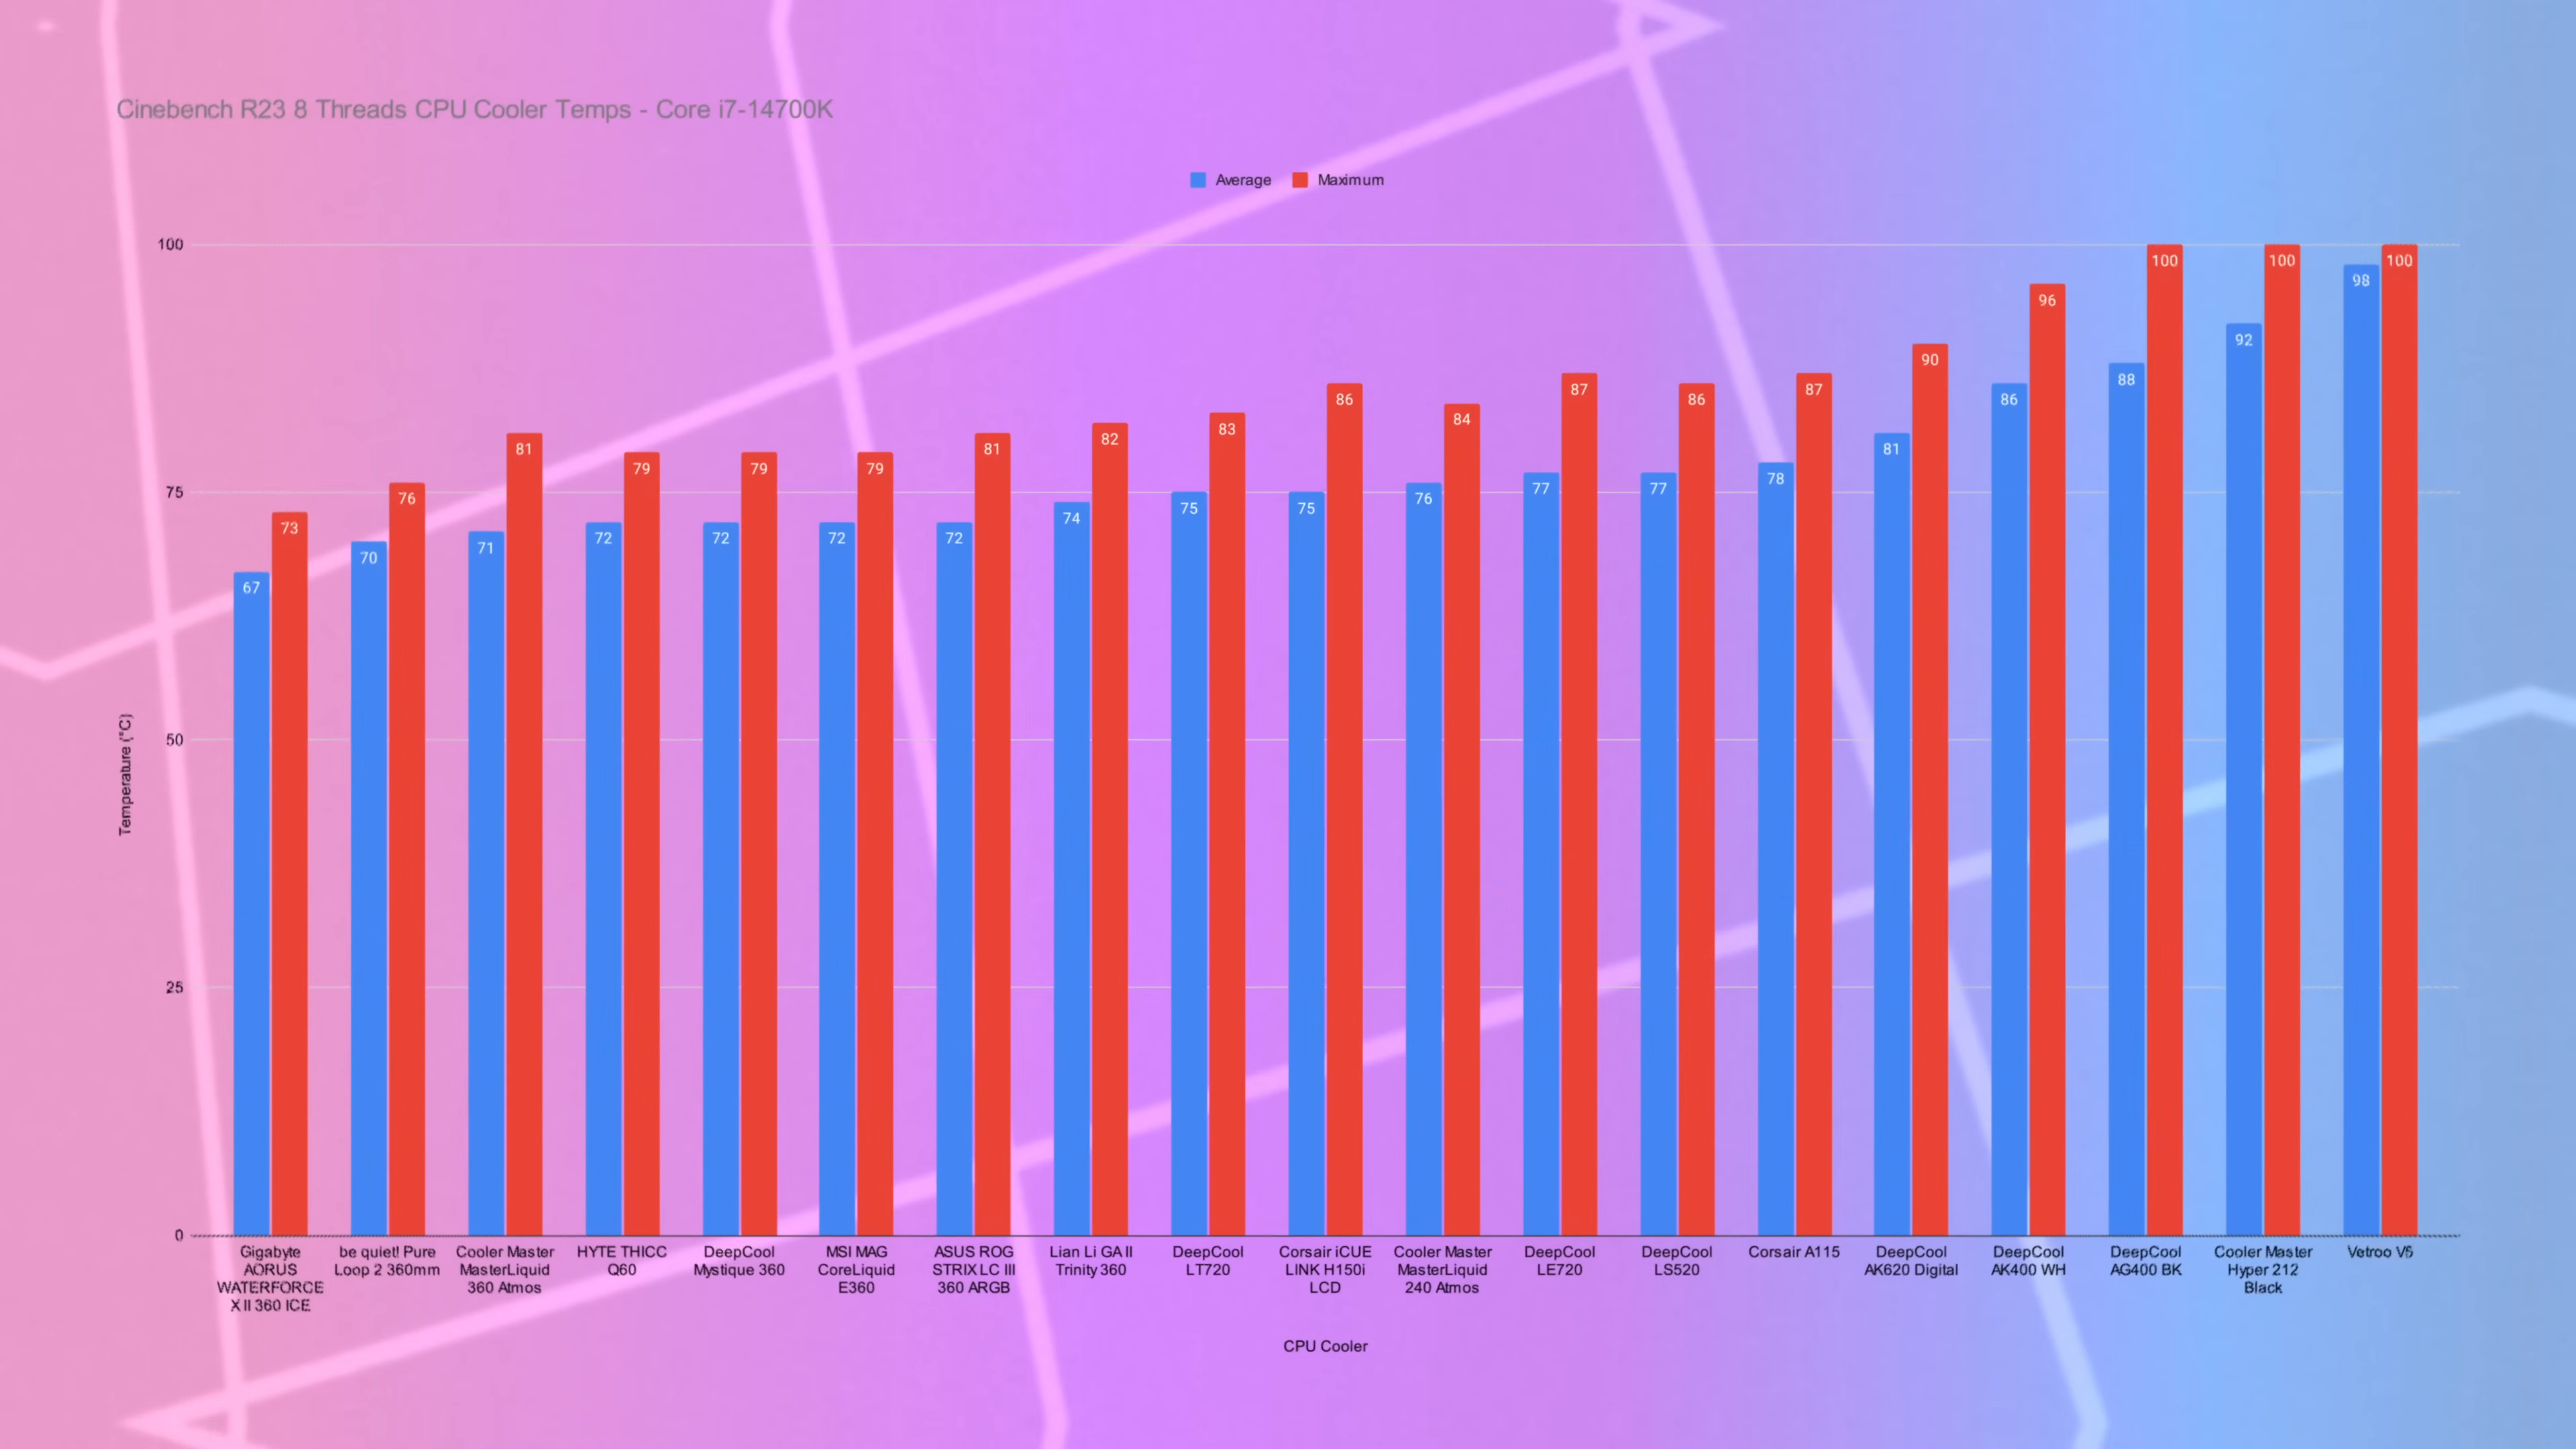 Cinebench R23 8 Threads CPU Cooler Temps - Core i7-14700K
Average
Maximum
100
75
50
25
0
Temperature (°C)
67
73
70
76
71
81
72
79
72
79
72
79
72
81
74
82
75
83
75
86
76
84
77
87
77
86
78
87
81
90
86
96
88
100
92
100
98
100
Gigabyte
AORUS
WATERFORCE
X II 360 ICE
be quiet! Pure
Loop 2 360mm
Cooler Master
MasterLiquid
360 Atmos
HYTE THICC
Q60
DeepCool
Mystique 360
MSI MAG
CoreLiquid
E360
ASUS ROG
STRIX LC III
360 ARGB
Lian Li GA II
Trinity 360
DeepCool
LT720
Corsair iCUE
LINK H150i
LCD
Cooler Master
MasterLiquid
240 Atmos
DeepCool
LE720
DeepCool
LS520
Corsair A115
DeepCool
AK620 Digital
DeepCool
AK400 WH
DeepCool
AG400 BK
Cooler Master
Hyper 212
Black
Vetroo V5
CPU Cooler